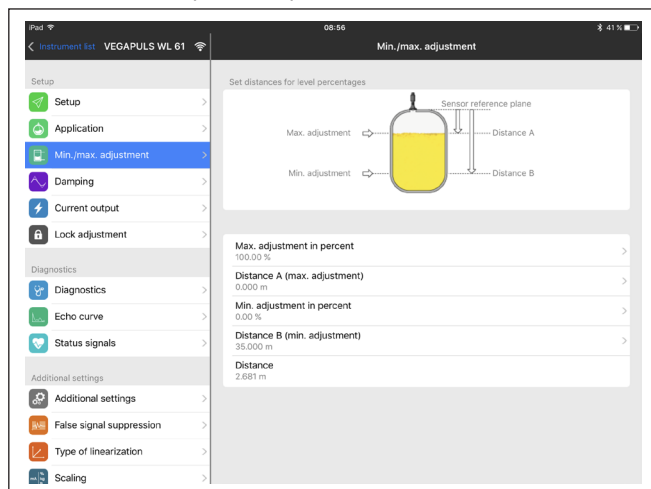 iPad
08:56
41 %
Instrument list
VEGAPULS WL 61
Min./max. adjustment
Setup
Setup
Application
Min./max. adjustment
Damping
Current output
Lock adjustment
Diagnostics
Diagnostics
Echo curve
Status signals
Additional settings
Additional settings
False signal suppression
Type of linearization
Scaling
Set distances for level percentages
Sensor reference plane
Max. adjustment
Distance A
Min. adjustment
Distance B
Max. adjustment in percent
100.00 %
Distance A (max. adjustment)
0.000 m
Min. adjustment in percent
0.00 %
Distance B (min. adjustment)
35.000 m
Distance
2.681 m